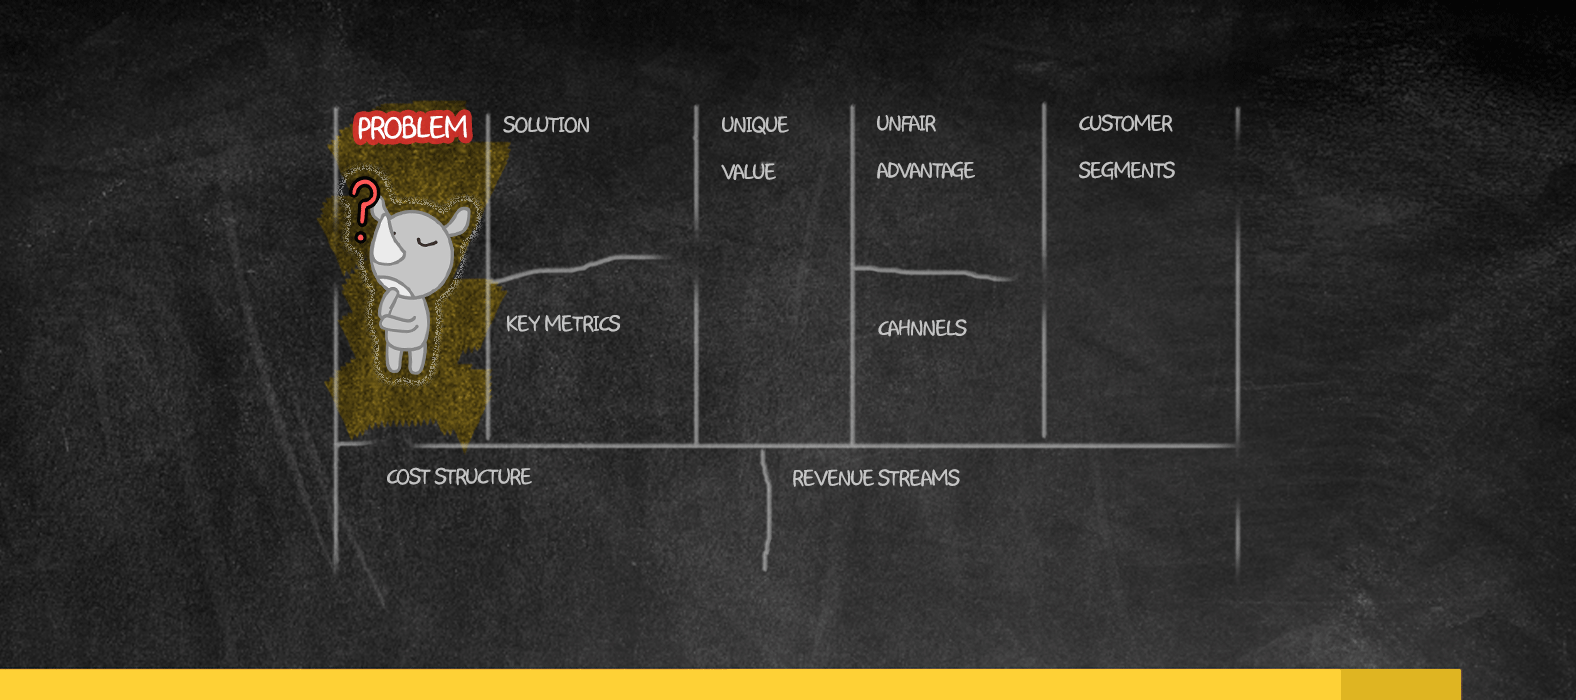 PROBLEM
SOLUTION
UNIQUE
VALUE
UNFAIR
ADVANTAGE
CUSTOMER
SEGMENTS
?
KEY METRICS
CAHNNELS
COST STRUCTURE
REVENUE STREAMS